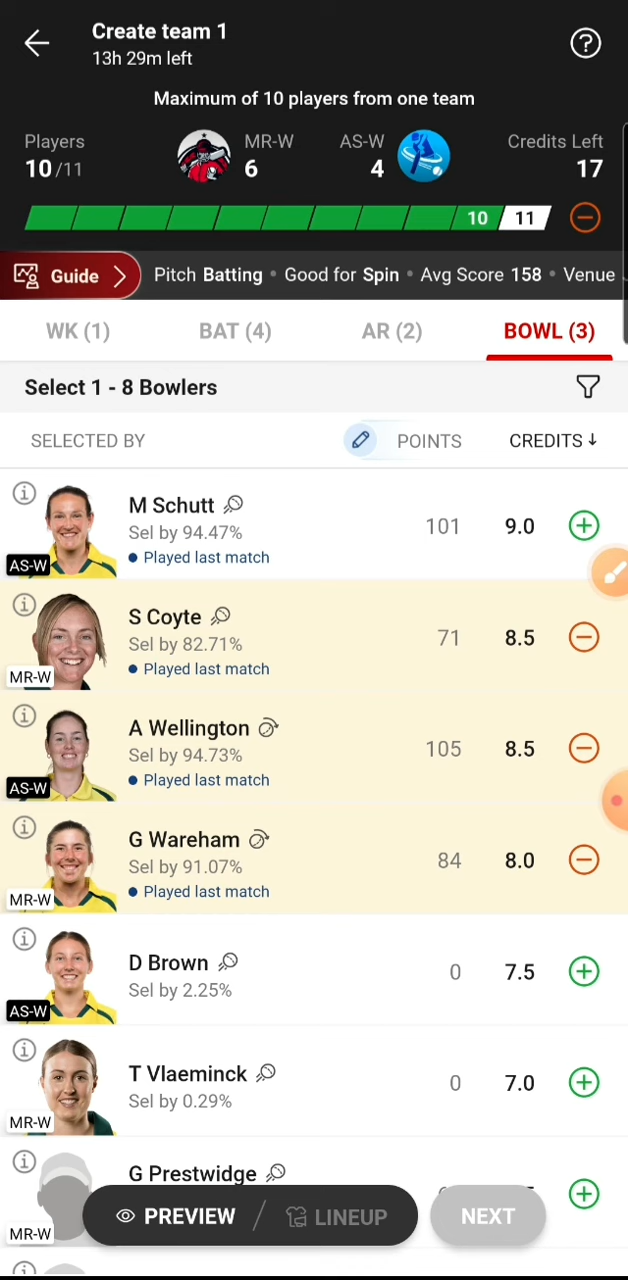 Create team 1
13h 29m left
?
Maximum of 10 players from one team
Players MR-W AS-W Credits Left
10/11 6 4 17
10 11
Guide Pitch Batting • Good for Spin • Avg Score 158 • Venue
WK (1) BAT (4) AR (2) BOWL (3)
Select 1 - 8 Bowlers
SELECTED BY POINTS CREDITS ↓
M Schutt
Sel by 94.47% 101 9.0
• Played last match
AS-W
S Coyte
Sel by 82.71% 71 8.5
• Played last match
MR-W
A Wellington
Sel by 94.73% 105 8.5
• Played last match
AS-W
G Wareham
Sel by 91.07% 84 8.0
• Played last match
MR-W
D Brown
Sel by 2.25% 0 7.5
AS-W
T Vlaeminck
Sel by 0.29% 0 7.0
MR-W
G Prestwidge
PREVIEW / LINEUP NEXT
MR-W